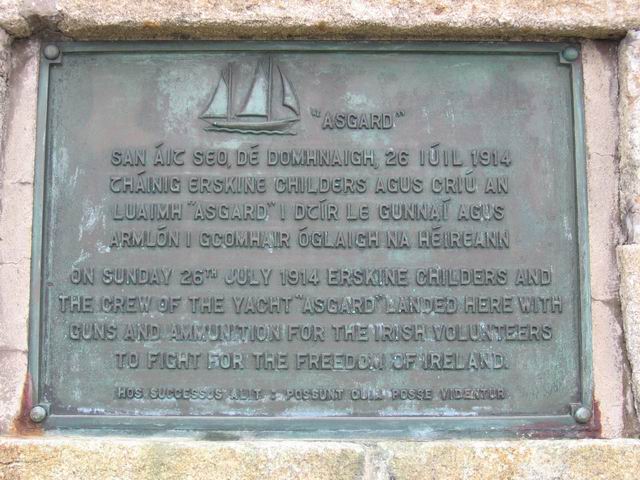 "ASGARD"
SAN ÁIT SEO, DÉ DOMHNAIGH, 26 IÚIL 1914
THÁINIG ERSKINE CHILDERS AGUS CRIÚ AN
LUAIMH "ASGARD" I DTÍR LE GUNNAÍ AGUS
ARMLÓN I GCOMHAIR ÓGLAIGH NA HÉIREANN
ON SUNDAY 26TH JULY 1914 ERSKINE CHILDERS AND
THE CREW OF THE YACHT "ASGARD" LANDED HERE WITH
GUNS AND AMMUNITION FOR THE IRISH VOLUNTEERS
TO FIGHT FOR THE FREEDOM OF IRELAND.
HOS SUCCESSUS ALIT : POSSUNT QUIA POSSE VIDENTUR